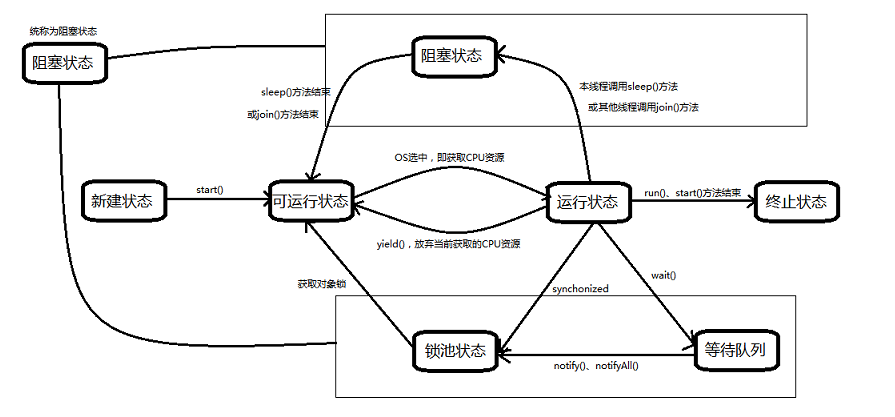 统称为阻塞状态
阻塞状态
阻塞状态
sleep()方法结束
或join()方法结束
本线程调用sleep()方法
或其他线程调用join()方法
OS选中，即获取CPU资源
新建状态
start()
可运行状态
运行状态
run()、start()方法结束
终止状态
yield()，放弃当前获取的CPU资源
获取对象锁
synchonized
wait()
锁池状态
等待队列
notify()、notifyAll()